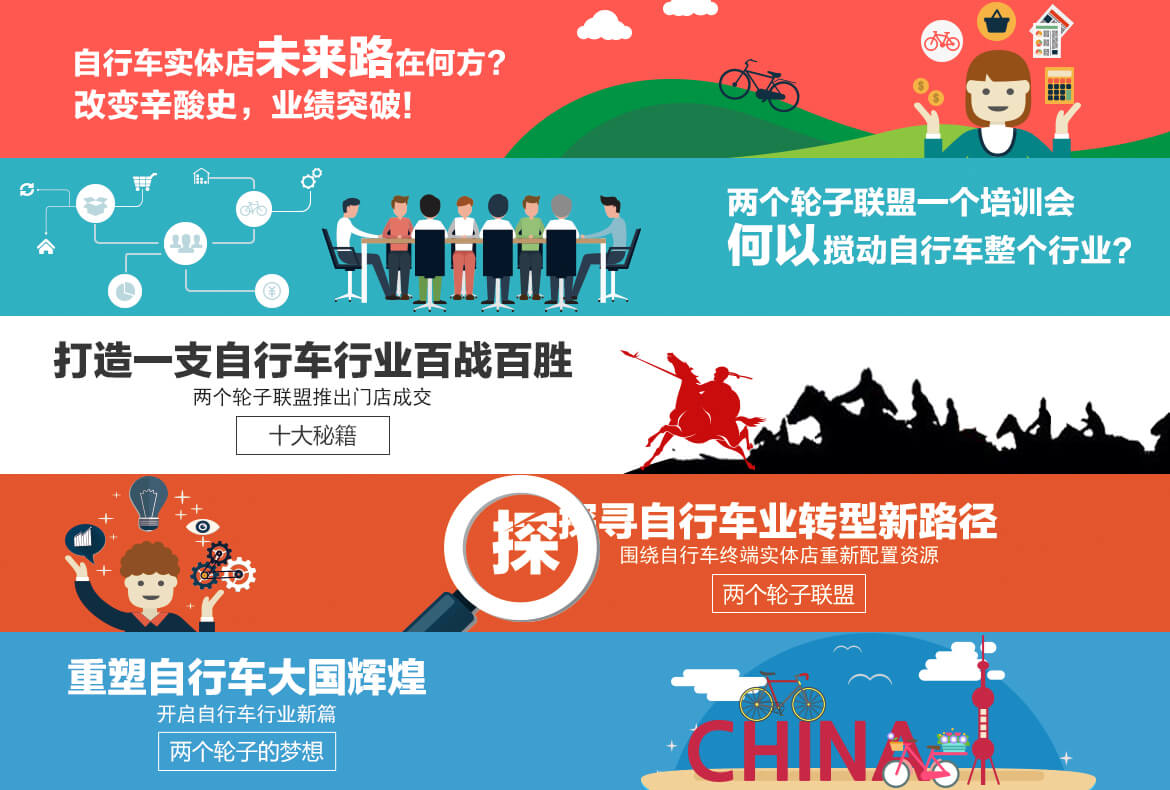 自行车实体店未来路在何方?
改变辛酸史，业绩突破!
两个轮子联盟一个培训会
何以搅动自行车整个行业?
打造一支自行车行业百战百胜
两个轮子联盟推出门店成交
十大秘籍
探寻自行车业转型新路径
围绕自行车终端实体店重新配置资源
两个轮子联盟
重塑自行车大国辉煌
开启自行车行业新篇
两个轮子的梦想
CHINA